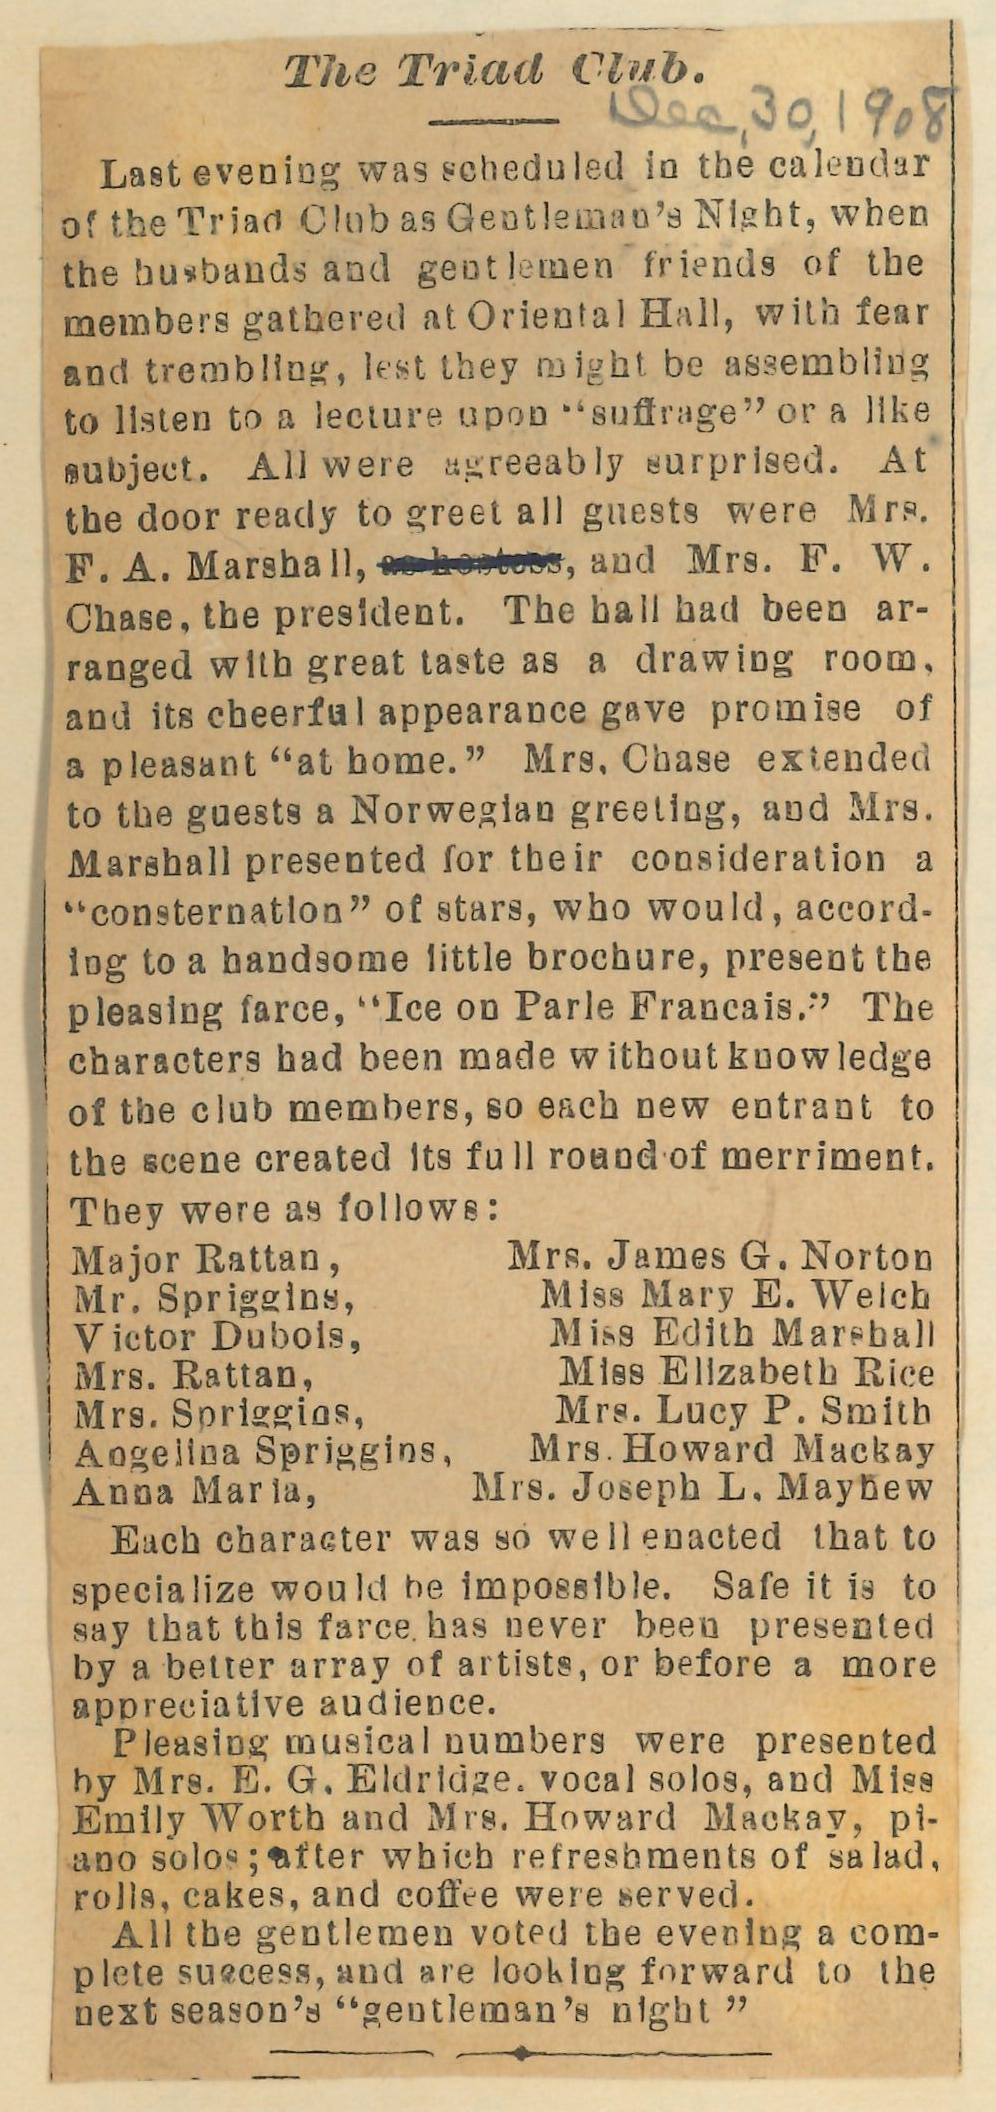 The Triad Club.
Dec, 30, 1908
Last evening was scheduled in the calendar
of the Triad Club as Gentleman's Night, when
the husbands and gentlemen friends of the
members gathered at Oriental Hall, with fear
and trembling, lest they might be assembling
to listen to a lecture upon "suffrage" or a like
subject. All were agreeably surprised. At
the door ready to greet all guests were Mrs.
F. A. Marshall, as hostess, and Mrs. F. W.
Chase, the president. The hall had been ar-
ranged with great taste as a drawing room,
and its cheerful appearance gave promise of
a pleasant "at home." Mrs. Chase extended
to the guests a Norwegian greeting, and Mrs.
Marshall presented for their consideration a
"consternation" of stars, who would, accord-
ing to a handsome little brochure, present the
pleasing farce, "Ice on Parle Francais." The
characters had been made without knowledge
of the club members, so each new entrant to
the scene created its full round of merriment.
They were as follows:
Major Rattan, Mrs. James G. Norton
Mr. Spriggins, Miss Mary E. Welch
Victor Dubois, Miss Edith Marshall
Mrs. Rattan, Miss Elizabeth Rice
Mrs. Spriggins, Mrs. Lucy P. Smith
Angelina Spriggins, Mrs. Howard Mackay
Anna Maria, Mrs. Joseph L. Mayhew
Each character was so well enacted that to
specialize would be impossible. Safe it is to
say that this farce has never been presented
by a better array of artists, or before a more
appreciative audience.
Pleasing musical numbers were presented
by Mrs. E. G. Eldridge. vocal solos, and Miss
Emily Worth and Mrs. Howard Mackay, pi-
ano solos; after which refreshments of salad,
rolls, cakes, and coffee were served.
All the gentlemen voted the evening a com-
plete success, and are looking forward to the
next season's "gentleman's night"